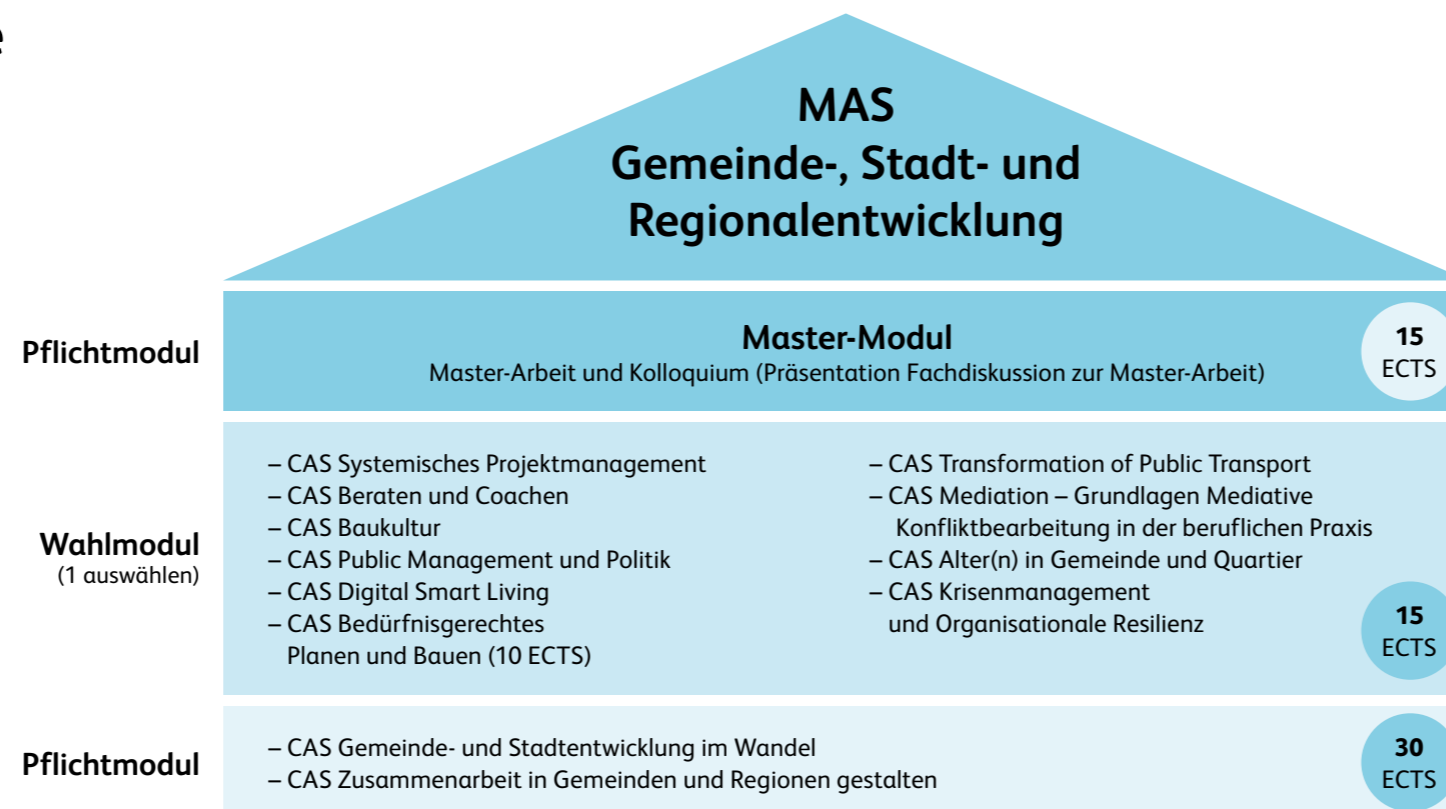 e
MAS
Gemeinde-, Stadt- und
Regionalentwicklung
Pflichtmodul
Master-Modul
Master-Arbeit und Kolloquium (Präsentation Fachdiskussion zur Master-Arbeit)
15
ECTS
Wahlmodul
(1 auswählen)
– CAS Systemisches Projektmanagement
– CAS Beraten und Coachen
– CAS Baukultur
– CAS Public Management und Politik
– CAS Digital Smart Living
– CAS Bedürfnisgerechtes
Planen und Bauen (10 ECTS)
– CAS Transformation of Public Transport
– CAS Mediation – Grundlagen Mediative
Konfliktbearbeitung in der beruflichen Praxis
– CAS Alter(n) in Gemeinde und Quartier
– CAS Krisenmanagement
und Organisationale Resilienz
15
ECTS
Pflichtmodul
– CAS Gemeinde- und Stadtentwicklung im Wandel
– CAS Zusammenarbeit in Gemeinden und Regionen gestalten
30
ECTS